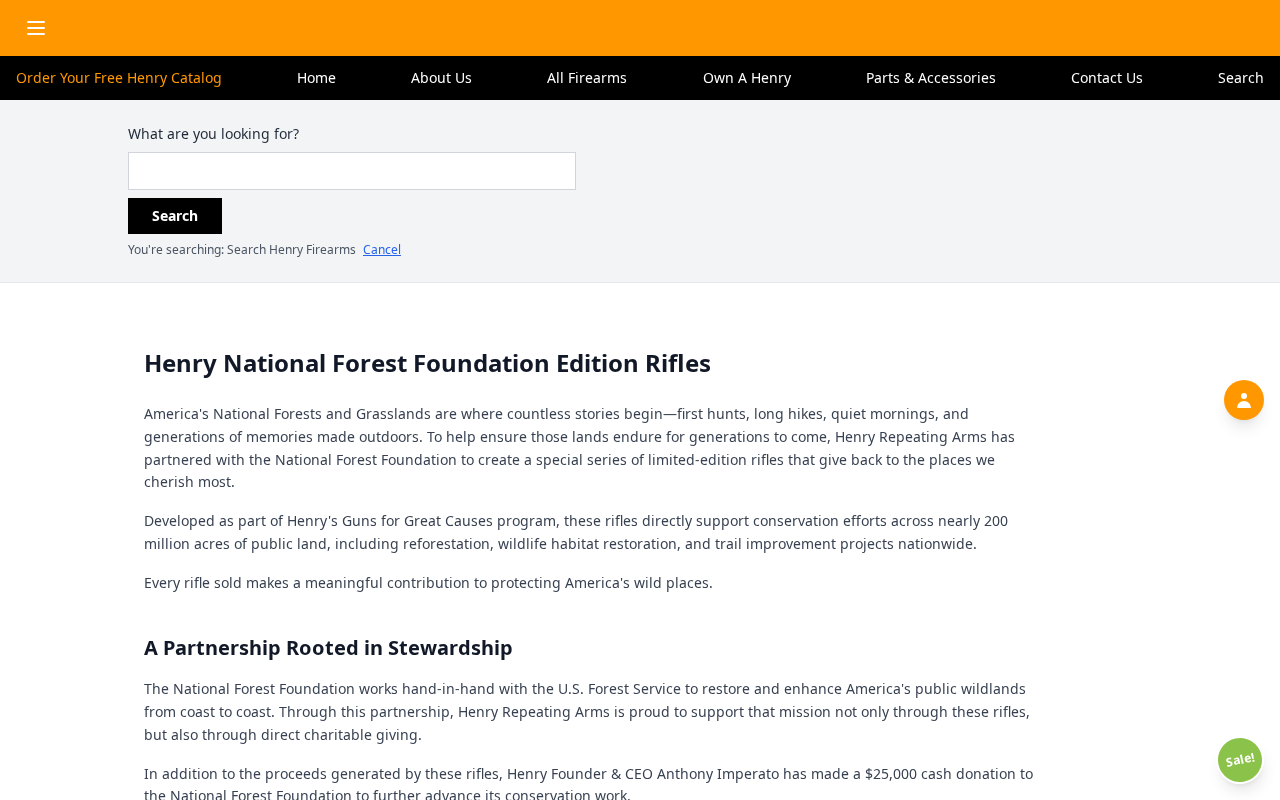 Order Your Free Henry Catalog
Home
About Us
All Firearms
Own A Henry
Parts & Accessories
Contact Us
Search
What are you looking for?
Search
You're searching: Search Henry Firearms Cancel
Henry National Forest Foundation Edition Rifles
America's National Forests and Grasslands are where countless stories begin—first hunts, long hikes, quiet mornings, and
generations of memories made outdoors. To help ensure those lands endure for generations to come, Henry Repeating Arms has
partnered with the National Forest Foundation to create a special series of limited-edition rifles that give back to the places we
cherish most.
Developed as part of Henry's Guns for Great Causes program, these rifles directly support conservation efforts across nearly 200
million acres of public land, including reforestation, wildlife habitat restoration, and trail improvement projects nationwide.
Every rifle sold makes a meaningful contribution to protecting America's wild places.
A Partnership Rooted in Stewardship
The National Forest Foundation works hand-in-hand with the U.S. Forest Service to restore and enhance America's public wildlands
from coast to coast. Through this partnership, Henry Repeating Arms is proud to support that mission not only through these rifles,
but also through direct charitable giving.
Sale!
In addition to the proceeds generated by these rifles, Henry Founder & CEO Anthony Imperato has made a $25,000 cash donation to
the National Forest Foundation to further advance its conservation work.